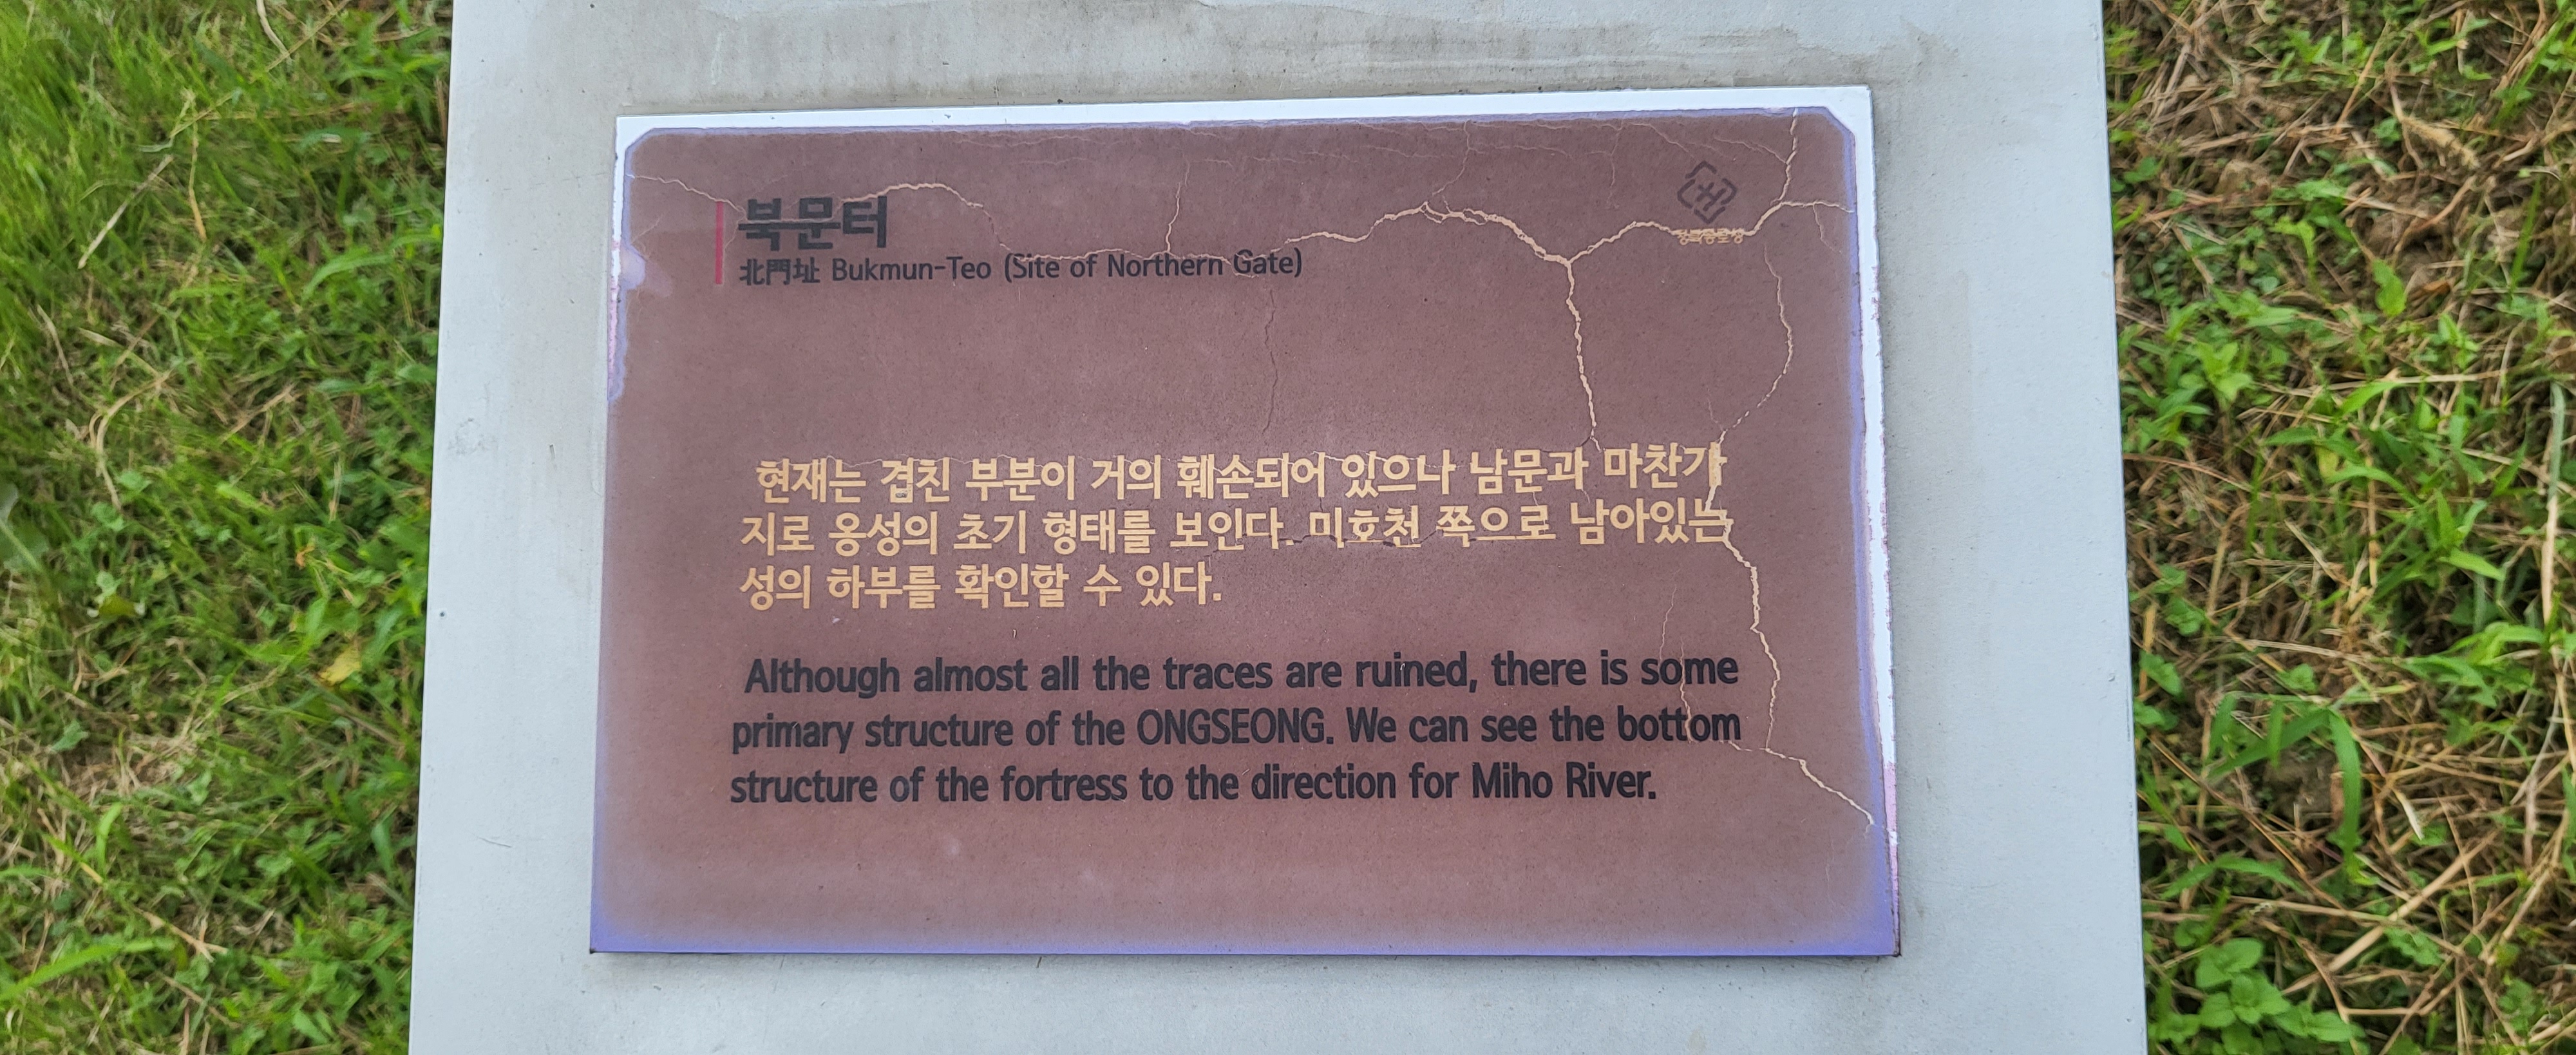 북문터
北門址 Bukmun-Teo (Site of Northern Gate)
정북동토성
현재는 겹친 부분이 거의 훼손되어 있으나 남문과 마찬가
지로 옹성의 초기 형태를 보인다. 미호천 쪽으로 남아있는
성의 하부를 확인할 수 있다.
Although almost all the traces are ruined, there is some
primary structure of the ONGSEONG. We can see the bottom
structure of the fortress to the direction for Miho River.